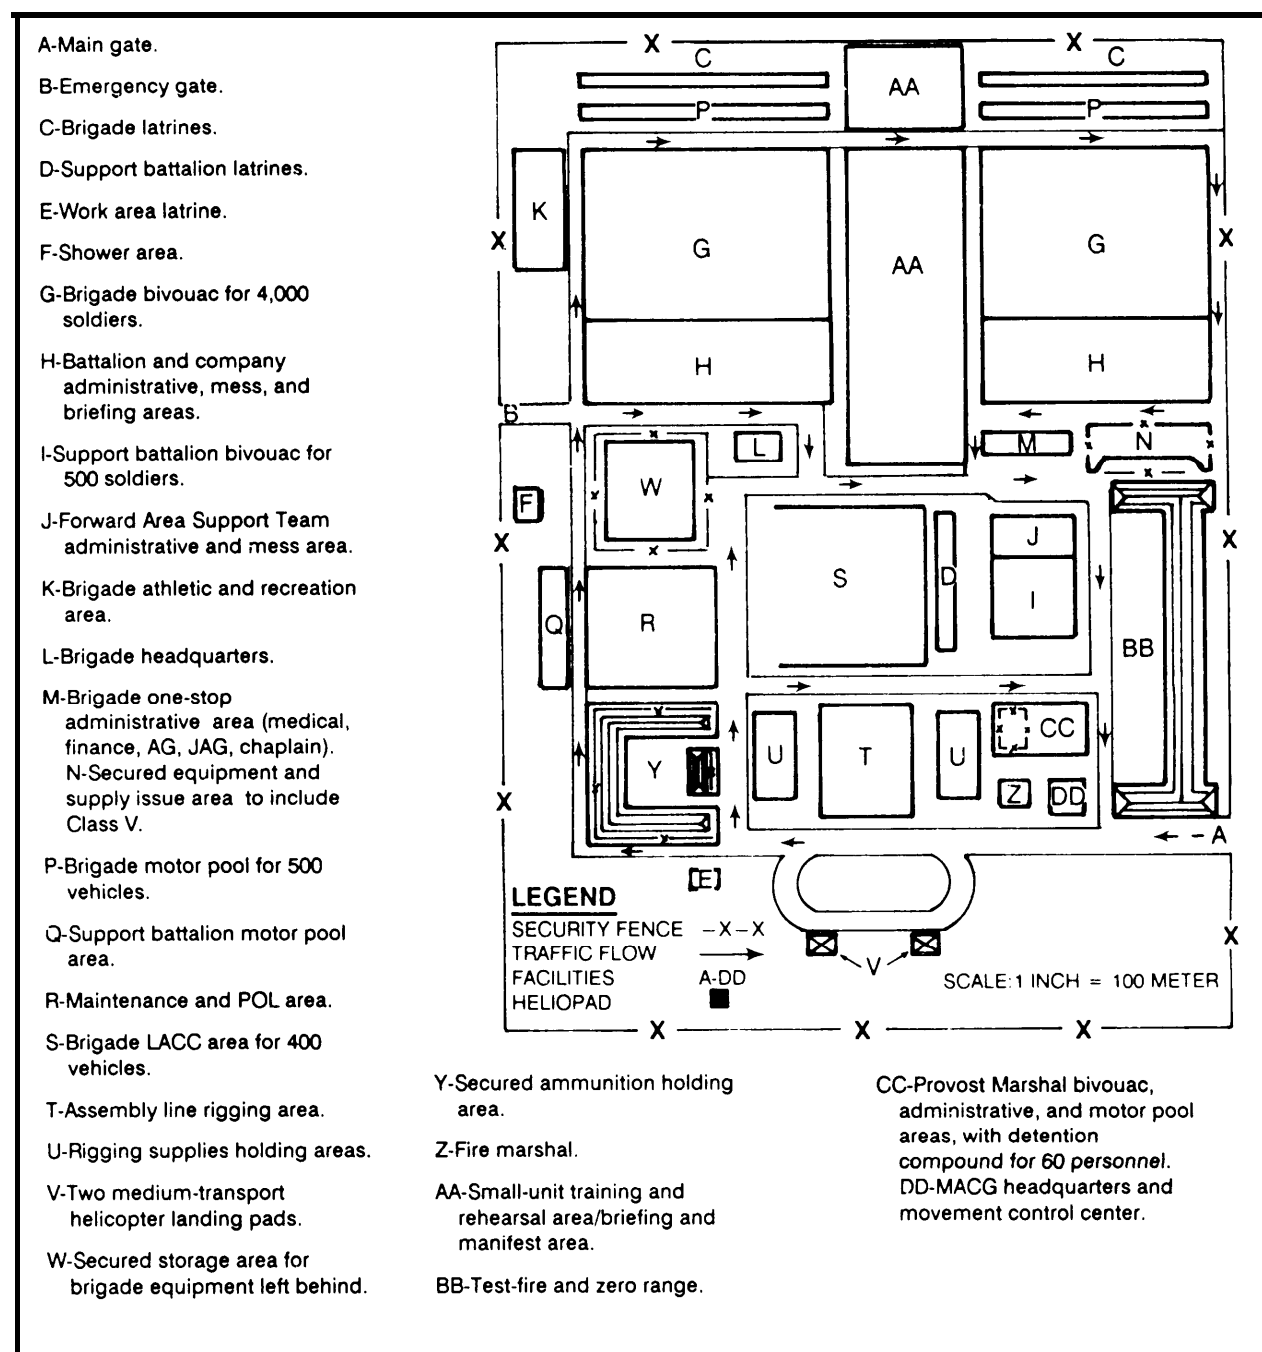 A-Main gate.
B-Emergency gate.
C-Brigade latrines.
D-Support battalion latrines.
E-Work area latrine.
F-Shower area.
G-Brigade bivouac for 4,000
soldiers.
H-Battalion and company
administrative, mess, and
briefing areas.
I-Support battalion bivouac for
500 soldiers.
J-Forward Area Support Team
administrative and mess area.
K-Brigade athletic and recreation
area.
L-Brigade headquarters.
M-Brigade one-stop
administrative area (medical,
finance, AG, JAG, chaplain).
N-Secured equipment and
supply issue area to include
Class V.
P-Brigade motor pool for 500
vehicles.
Q-Support battalion motor pool
area.
R-Maintenance and POL area.
S-Brigade LACC area for 400
vehicles.
T-Assembly line rigging area.
U-Rigging supplies holding areas.
V-Two medium-transport
helicopter landing pads.
W-Secured storage area for
brigade equipment left behind.
X X
C C
AA
P P
K
G AA G
X X
H H
B
L M N
W
F
X X
J
S D
I
Q R
BB
CC
Y U T U
X
Z DD
A
[E]
LEGEND
SECURITY FENCE –X–X
TRAFFIC FLOW
FACILITIES A-DD
HELIOPAD
V
X
SCALE: 1 INCH = 100 METER
X X X
Y-Secured ammunition holding
area.
Z-Fire marshal.
AA-Small-unit training and
rehearsal area/briefing and
manifest area.
BB-Test-fire and zero range.
CC-Provost Marshal bivouac,
administrative, and motor pool
areas, with detention
compound for 60 personnel.
DD-MACG headquarters and
movement control center.